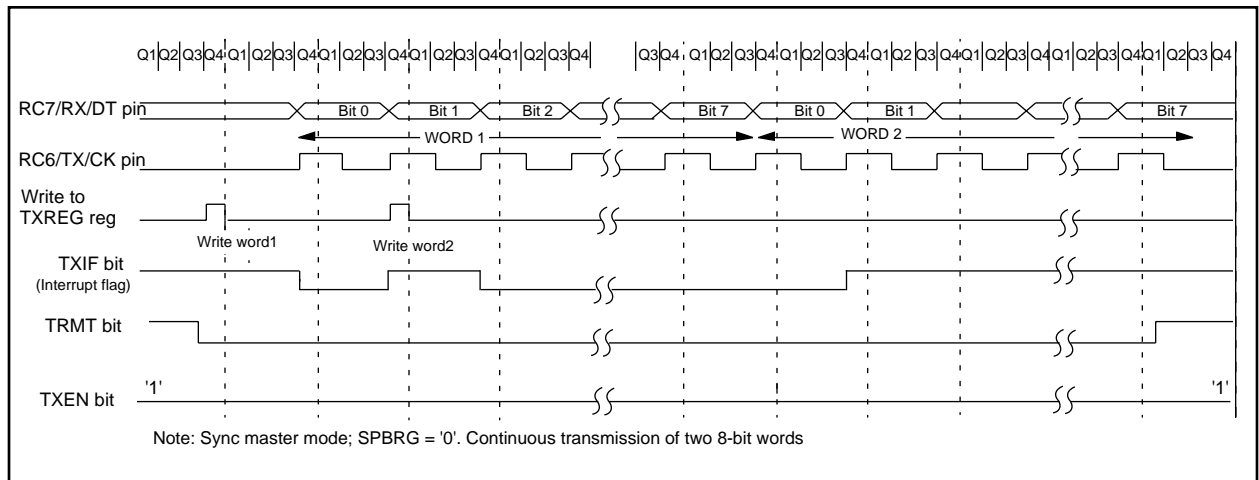 Q1 Q2 Q3 Q4 Q1 Q2 Q3 Q4 Q1 Q2 Q3 Q4 Q1 Q2 Q3 Q4 Q1 Q2 Q3 Q4 Q3 Q4 Q1 Q2 Q3 Q4 Q1 Q2 Q3 Q4 Q1 Q2 Q3 Q4 Q1 Q2 Q3 Q4 Q1 Q2 Q3 Q4 Q1 Q2 Q3 Q4
RC7/RX/DT pin Bit 0 Bit 1 Bit 2 Bit 7 Bit 0 Bit 1 Bit 7
WORD 1 WORD 2
RC6/TX/CK pin
Write to
TXREG reg
Write word1 Write word2
TXIF bit
(Interrupt flag)
TRMT bit
'1' '1'
TXEN bit
Note: Sync master mode; SPBRG = '0'. Continuous transmission of two 8-bit words